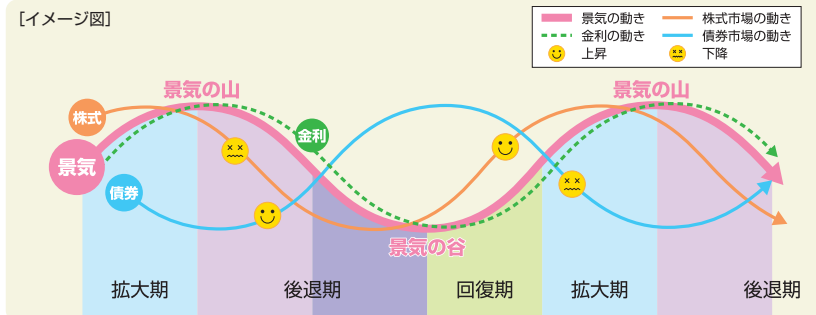 [イメージ図]
景気の動き
株式市場の動き
金利の動き
債券市場の動き
上昇
下降
景気の山
景気の山
株式
金利
景気
債券
景気の谷
拡大期
後退期
回復期
拡大期
後退期